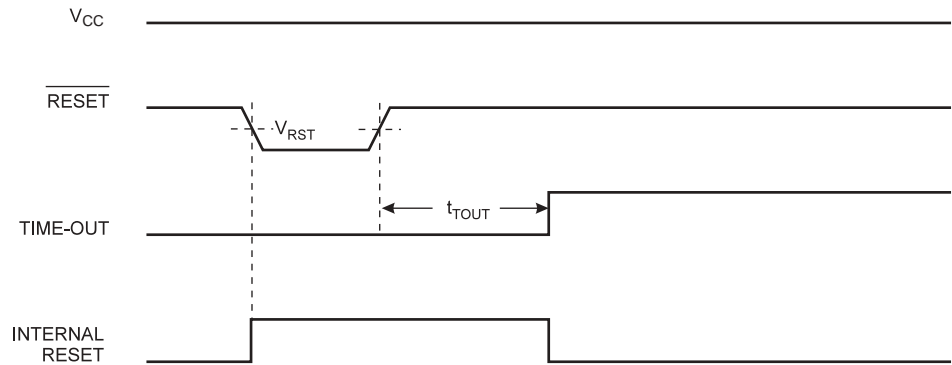 VCC
RESET
VRST
tTOUT
TIME-OUT
INTERNAL
RESET